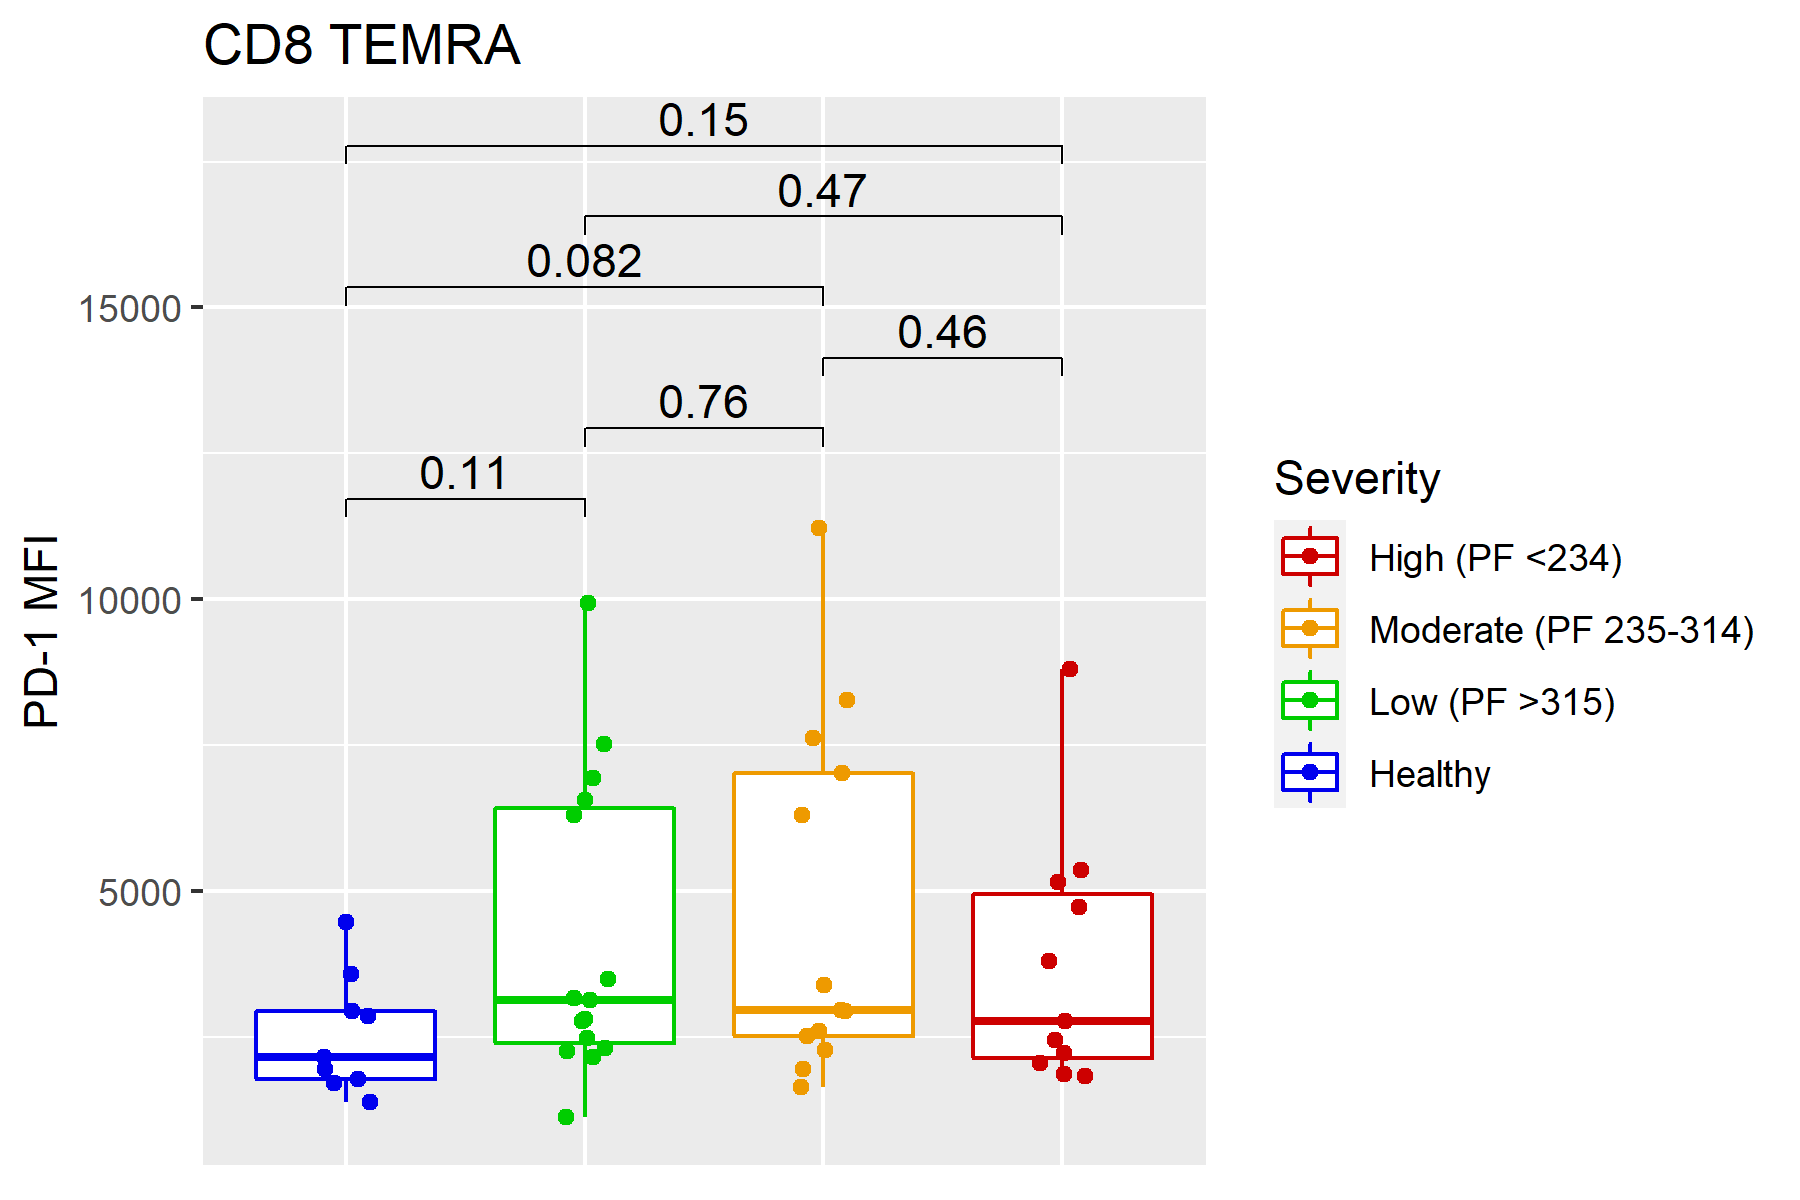 CD8 TEMRA
0.15
0.47
0.082
15000
0.46
0.76
0.11
Severity
PD-1 MFI
High (PF <234)
10000
Moderate (PF 235-314)
Low (PF >315)
Healthy
5000